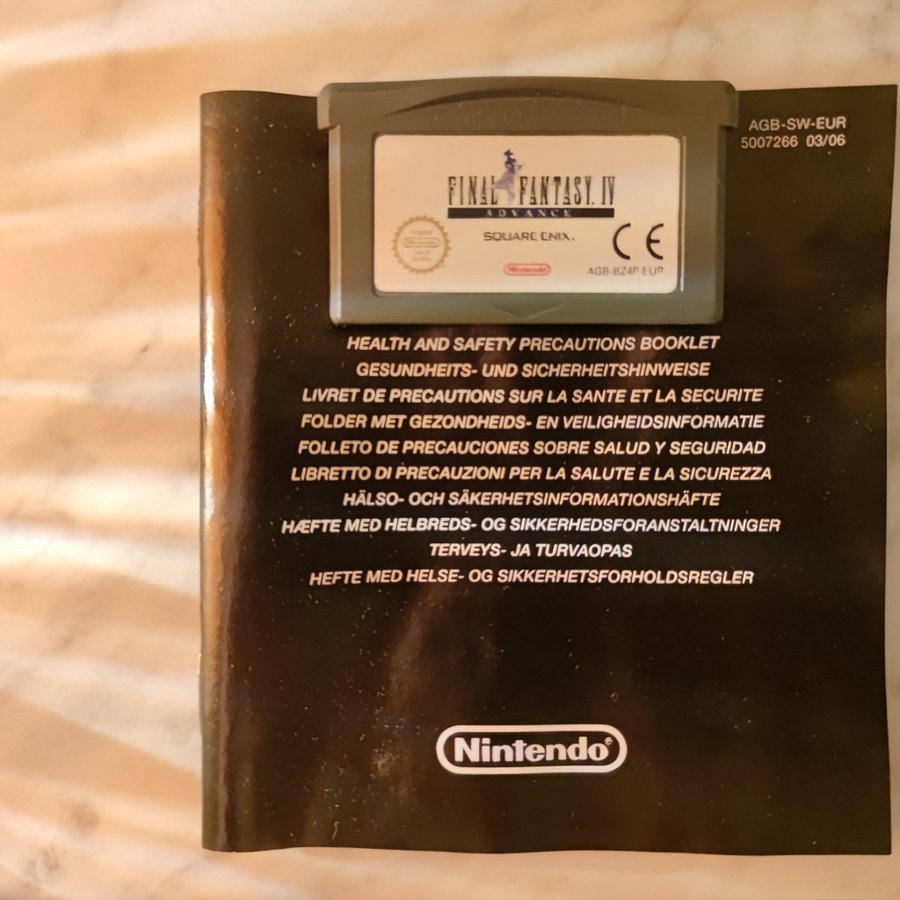 AGB-SW-EUR
5007266 03/06
FINAL FANTASY. IV
ADVANCE
SQUARE ENIX.
Original
Nintendo
Nintendo
AGB-BZ4P-EUR
CE
HEALTH AND SAFETY PRECAUTIONS BOOKLET
GESUNDHEITS- UND SICHERHEITSHINWEISE
LIVRET DE PRECAUTIONS SUR LA SANTE ET LA SECURITE
FOLDER MET GEZONDHEIDS- EN VEILIGHEIDSINFORMATIE
FOLLETO DE PRECAUCIONES SOBRE SALUD Y SEGURIDAD
LIBRETTO DI PRECAUZIONI PER LA SALUTE E LA SICUREZZA
HÄLSO- OCH SÄKERHETSINFORMATIONSHÄFTE
HÆFTE MED HELBREDS- OG SIKKERHEDSFORANSTALTNINGER
TERVEYS- JA TURVAOPAS
HEFTE MED HELSE- OG SIKKERHETSFORHOLDSREGLER
Nintendo®